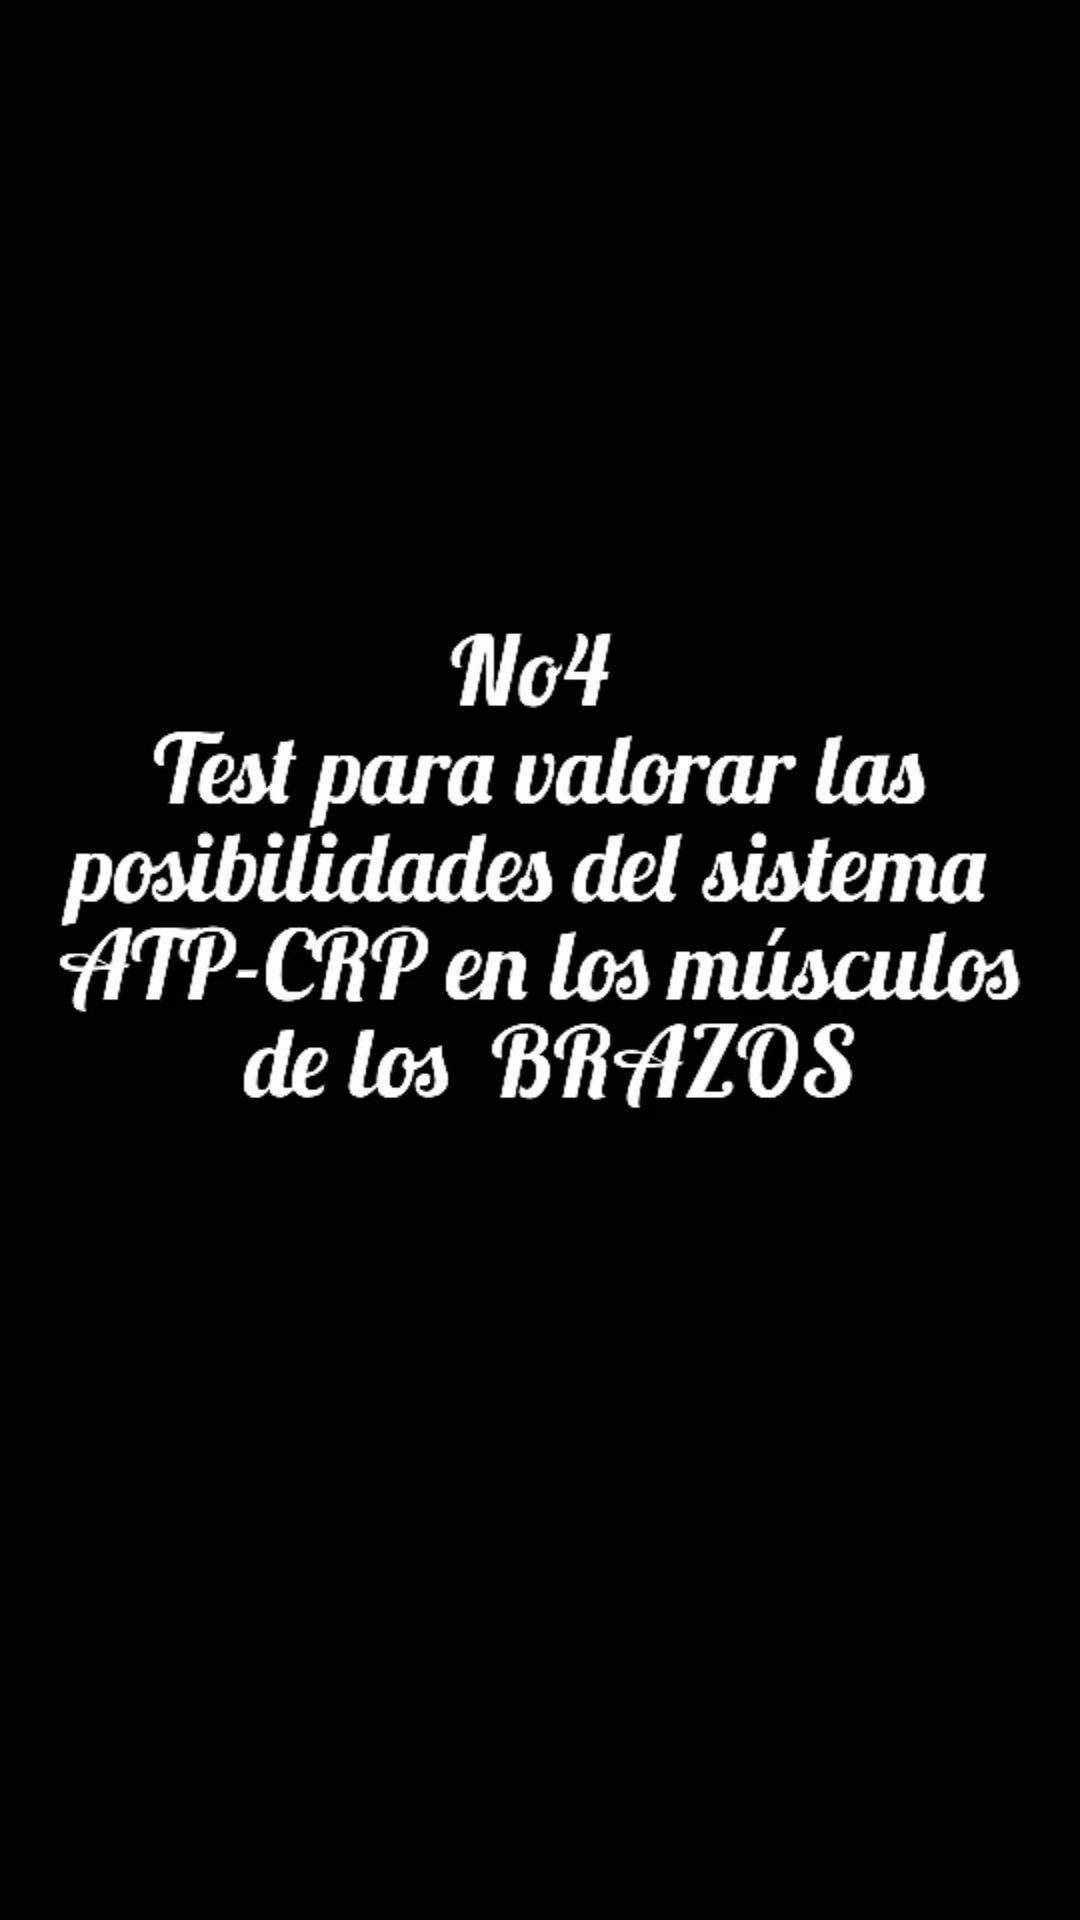 No4
Test para valorar las
posibilidades del sistema
ATP-CRP en los músculos
de los BRAZOS